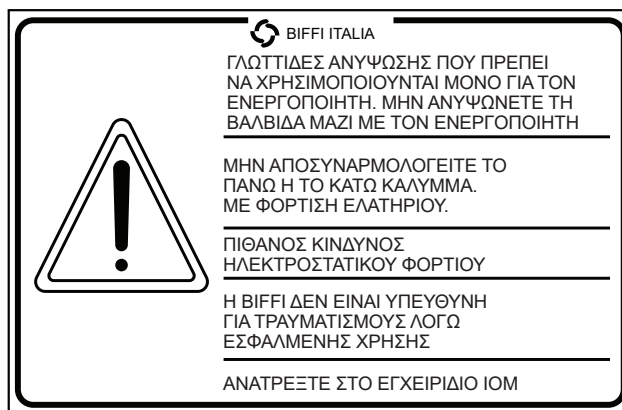 BIFFI ITALIA
ΓΛΩΤΤΙΔΕΣ ΑΝΥΨΩΣΗΣ ΠΟΥ ΠΡΕΠΕΙ
ΝΑ ΧΡΗΣΙΜΟΠΟΙΟΥΝΤΑΙ ΜΟΝΟ ΓΙΑ ΤΟΝ
ΕΝΕΡΓΟΠΟΙΗΤΗ. ΜΗΝ ΑΝΥΨΩΝΕΤΕ ΤΗ
ΒΑΛΒΙΔΑ ΜΑΖΙ ΜΕ ΤΟΝ ΕΝΕΡΓΟΠΟΙΗΤΗ
ΜΗΝ ΑΠΟΣΥΝΑΡΜΟΛΟΓΕΙΤΕ ΤΟ
ΠΑΝΩ Η ΤΟ ΚΑΤΩ ΚΑΛΥΜΜΑ.
ΜΕ ΦΟΡΤΙΣΗ ΕΛΑΤΗΡΙΟΥ.
ΠΙΘΑΝΟΣ ΚΙΝΔΥΝΟΣ
ΗΛΕΚΤΡΟΣΤΑΤΙΚΟΥ ΦΟΡΤΙΟΥ
Η BIFFI ΔΕΝ ΕΙΝΑΙ ΥΠΕΥΘΥΝΗ
ΓΙΑ ΤΡΑΥΜΑΤΙΣΜΟΥΣ ΛΟΓΩ
ΕΣΦΑΛΜΕΝΗΣ ΧΡΗΣΗΣ
ΑΝΑΤΡΕΞΤΕ ΣΤΟ ΕΓΧΕΙΡΙΔΙΟ ΙΟΜ